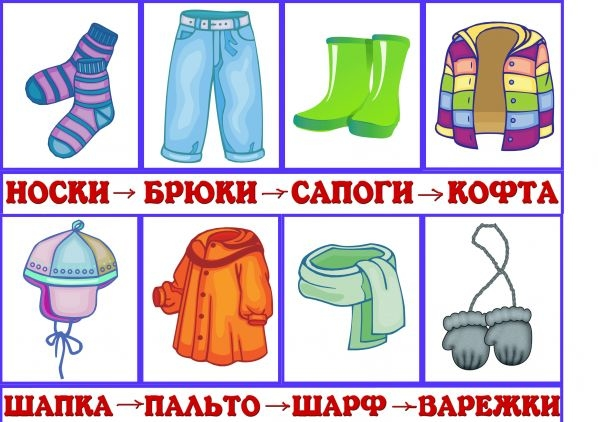 НОСКИ → БРЮКИ → САПОГИ → КОФТА
ШАПКА → ПАЛЬТО → ШАРФ → ВАРЕЖКИ